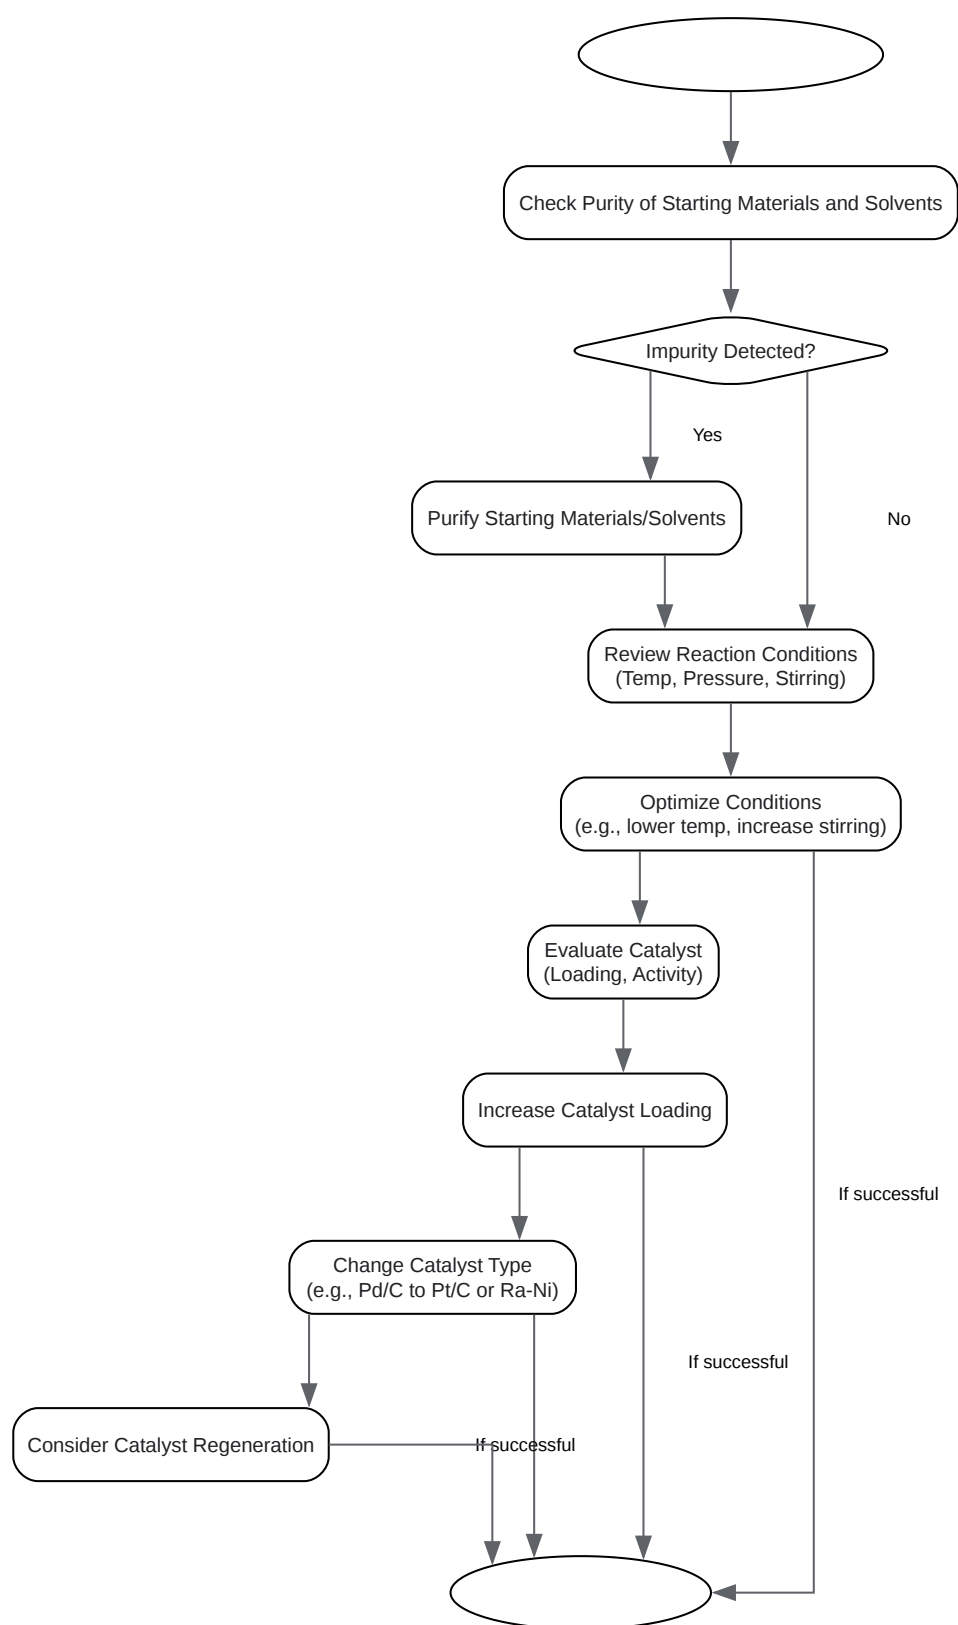 Check Purity of Starting Materials and Solvents
Impurity Detected?
Yes
Purify Starting Materials/Solvents
No
Review Reaction Conditions
(Temp, Pressure, Stirring)
Optimize Conditions
(e.g., lower temp, increase stirring)
Evaluate Catalyst
(Loading, Activity)
Increase Catalyst Loading
If successful
Change Catalyst Type
(e.g., Pd/C to Pt/C or Ra-Ni)
If successful
Consider Catalyst Regeneration
If successful